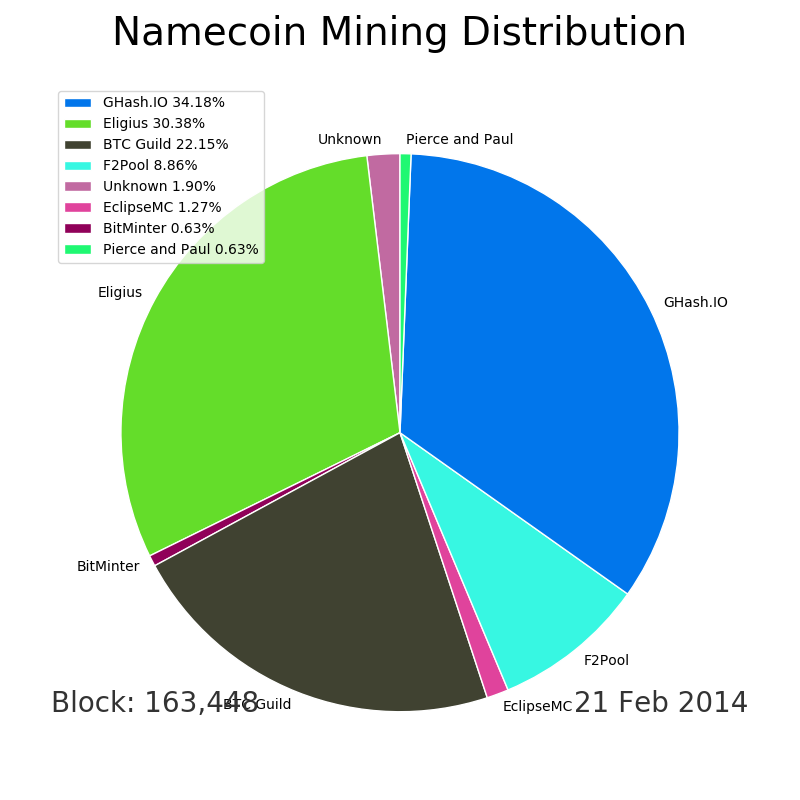 Namecoin Mining Distribution
GHash.IO 34.18%
Eligius 30.38%
BTC Guild 22.15%
F2Pool 8.86%
Unknown 1.90%
EclipseMC 1.27%
BitMinter 0.63%
Pierce and Paul 0.63%
Unknown
Pierce and Paul
Eligius
GHash.IO
BitMinter
F2Pool
BTC Guild
EclipseMC
Block: 163,448
21 Feb 2014